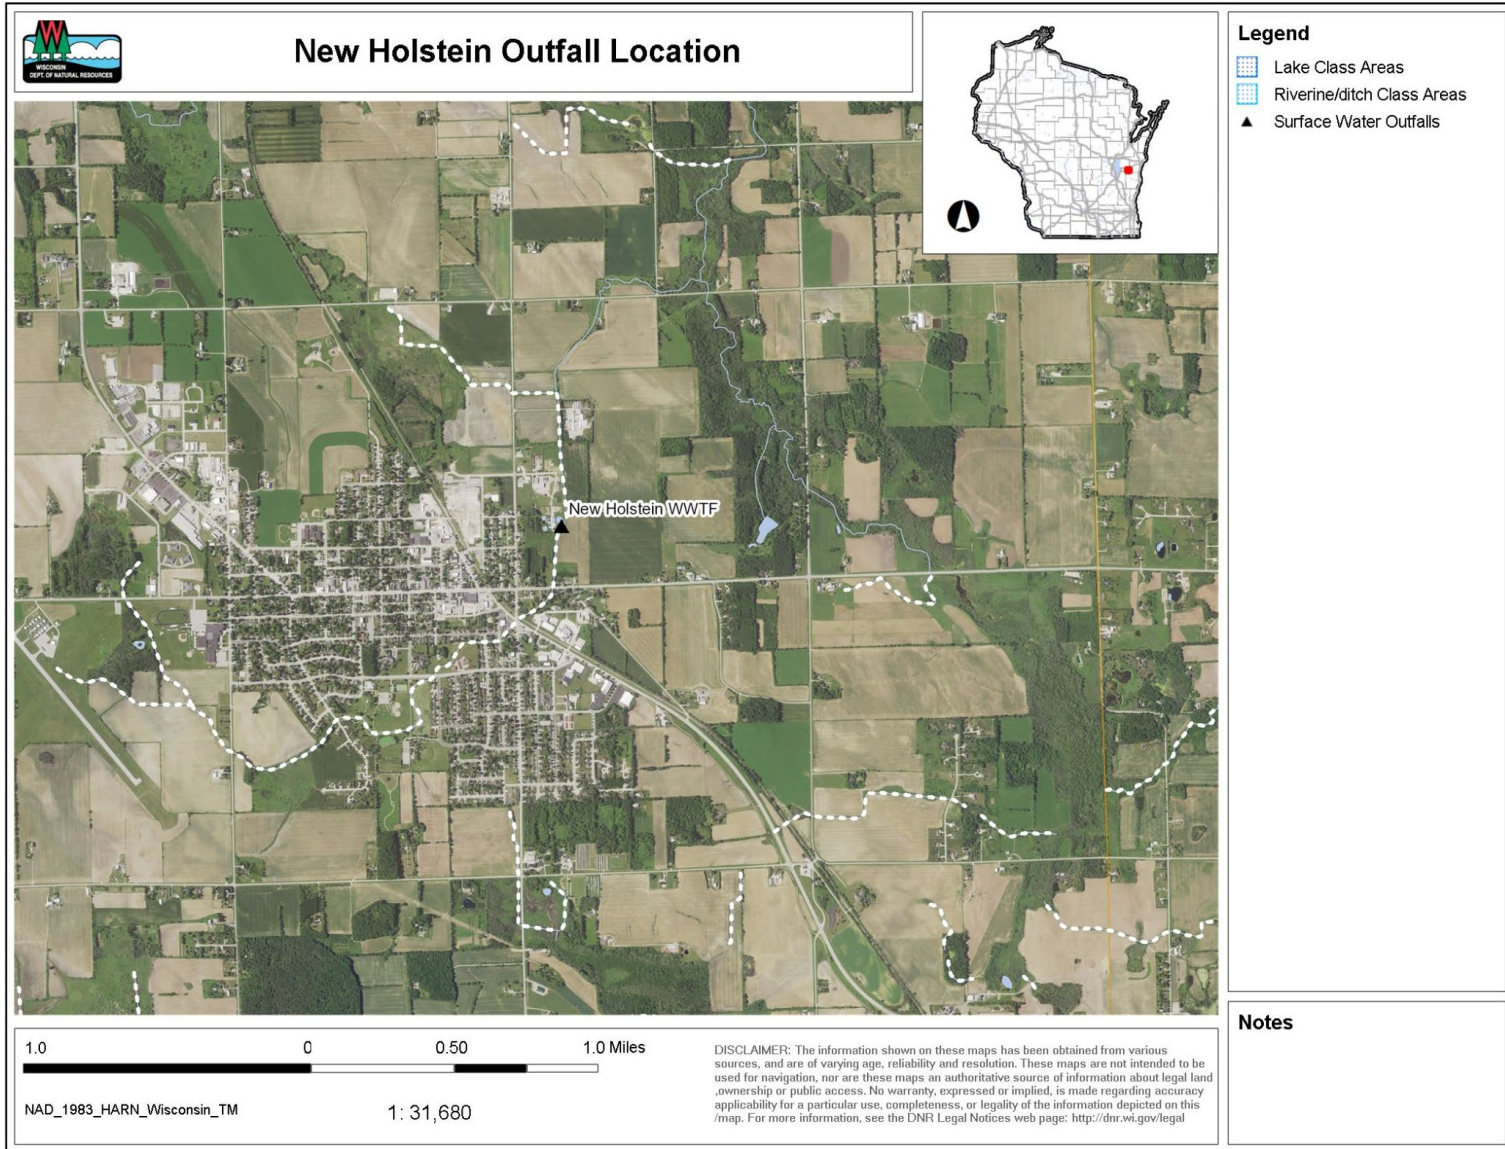 WISCONSIN
DEPT. OF NATURAL RESOURCES
New Holstein Outfall Location
Legend
Lake Class Areas
Riverine/ditch Class Areas
Surface Water Outfalls
New Holstein WWTF
1.0 0 0.50 1.0 Miles
NAD_1983_HARN_Wisconsin_TM
1: 31,680
DISCLAIMER: The information shown on these maps has been obtained from various
sources, and are of varying age, reliability and resolution. These maps are not intended to be
used for navigation, nor are these maps an authoritative source of information about legal land
,ownership or public access. No warranty, expressed or implied, is made regarding accuracy
applicability for a particular use, completeness, or legality of the information depicted on this
/map. For more information, see the DNR Legal Notices web page: http://dnr.wi.gov/legal
Notes